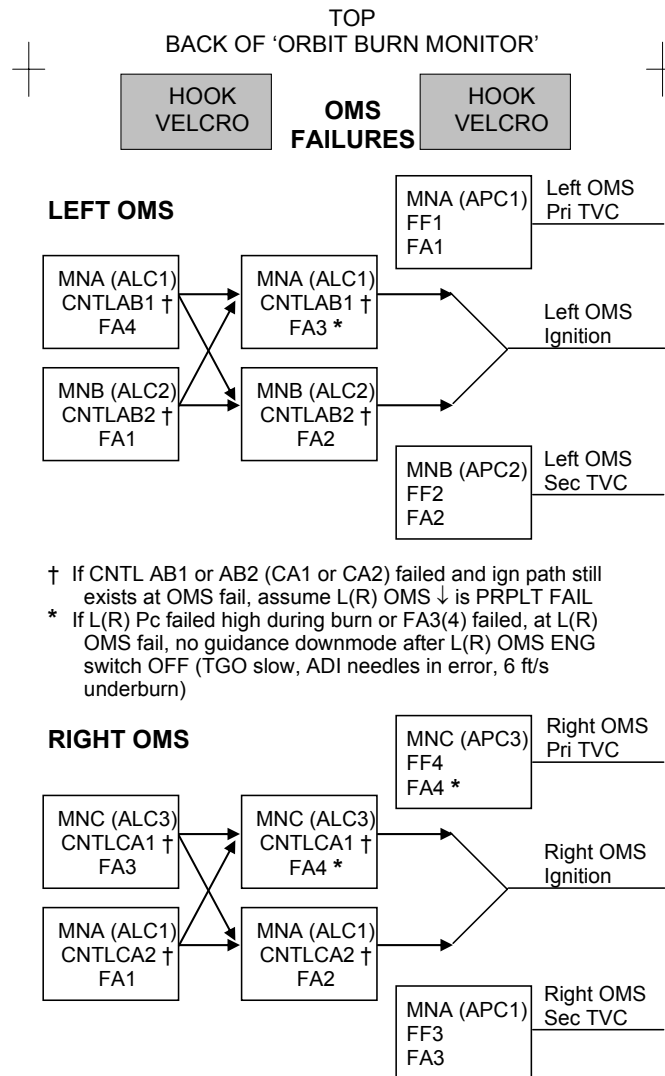 TOP
BACK OF 'ORBIT BURN MONITOR'
HOOK
VELCRO
OMS
FAILURES
HOOK
VELCRO
LEFT OMS
MNA (APC1)
FF1
FA1
Left OMS
Pri TVC
MNA (ALC1)
CNTLAB1 †
FA4
MNA (ALC1)
CNTLAB1 †
FA3 *
Left OMS
Ignition
MNB (ALC2)
CNTLAB2 †
FA1
MNB (ALC2)
CNTLAB2 †
FA2
MNB (APC2)
FF2
FA2
Left OMS
Sec TVC
† If CNTL AB1 or AB2 (CA1 or CA2) failed and ign path still
exists at OMS fail, assume L(R) OMS ↓ is PRPLT FAIL
* If L(R) Pc failed high during burn or FA3(4) failed, at L(R)
OMS fail, no guidance downmode after L(R) OMS ENG
switch OFF (TGO slow, ADI needles in error, 6 ft/s
underburn)
RIGHT OMS
MNC (APC3)
FF4
FA4 *
Right OMS
Pri TVC
MNC (ALC3)
CNTLCA1 †
FA3
MNC (ALC3)
CNTLCA1 †
FA4 *
Right OMS
Ignition
MNA (ALC1)
CNTLCA2 †
FA1
MNA (ALC1)
CNTLCA2 †
FA2
MNA (APC1)
FF3
FA3
Right OMS
Sec TVC